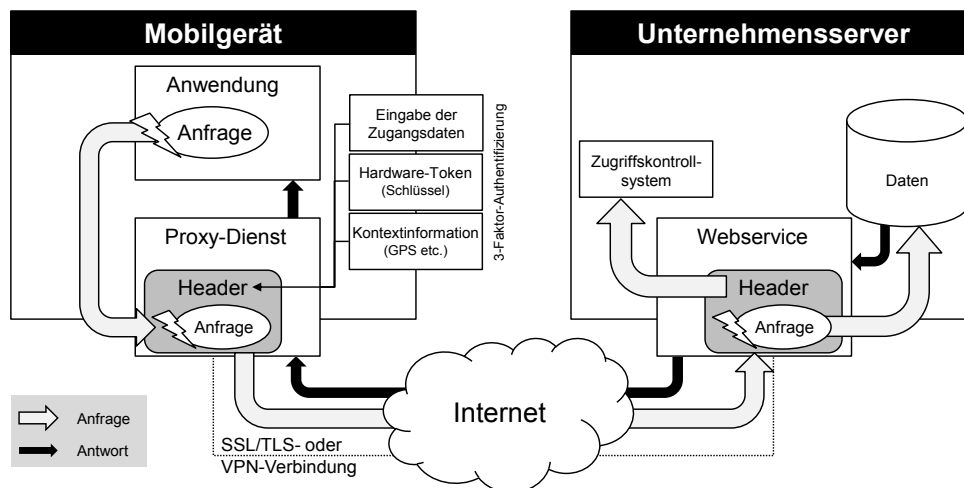 Mobilgerät
Unternehmensserver
Anwendung
Anfrage
Eingabe der
Zugangsdaten
Hardware-Token
(Schlüssel)
Kontextinformation
(GPS etc.)
3-Faktor-Authentifizierung
Proxy-Dienst
Header
Anfrage
Zugriffskontroll-
system
Daten
Webservice
Header
Anfrage
Internet
SSL/TLS- oder
VPN-Verbindung
Anfrage
Antwort